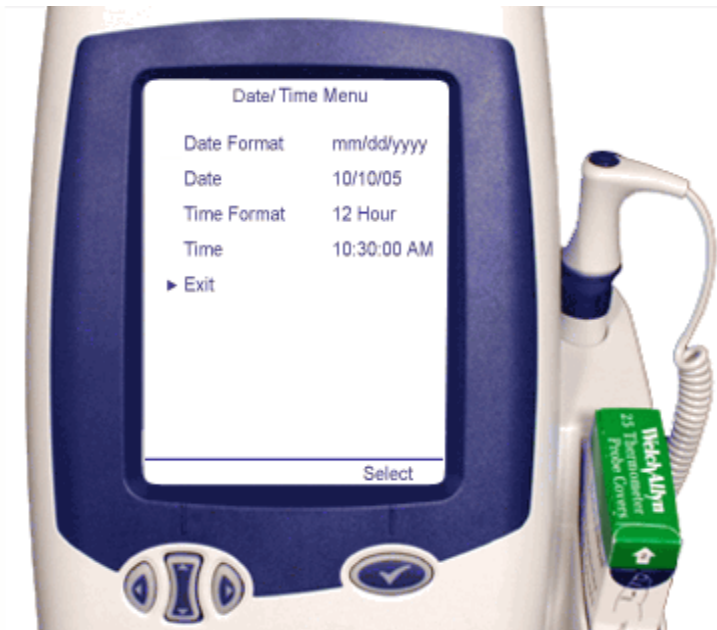 Date/Time Menu
Date Format mm/dd/yyyy
Date 10/10/05
Time Format 12 Hour
Time 10:30:00 AM
► Exit
Select
WelchAllyn
25 Thermometer
Probe Covers